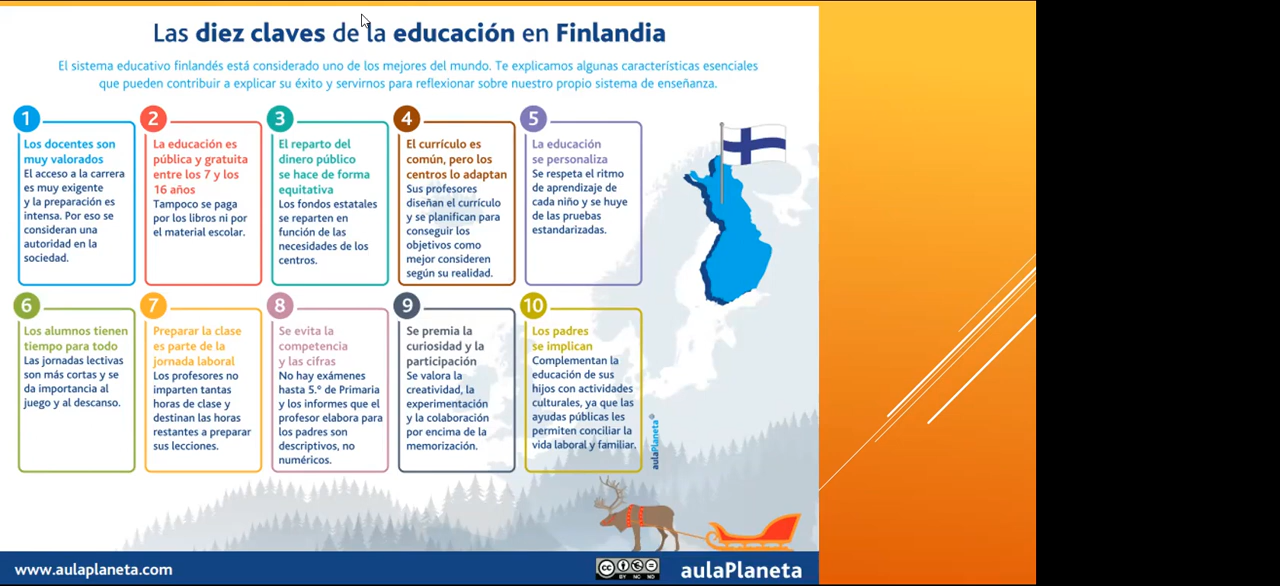 Las diez claves de la educación en Finlandia
El sistema educativo finlandés está considerado uno de los mejores del mundo. Te explicamos algunas características esenciales
que pueden contribuir a explicar su éxito y servirnos para reflexionar sobre nuestro propio sistema de enseñanza.
1
Los docentes son
muy valorados
El acceso a la carrera
es muy exigente
y la preparación es
intensa. Por eso se
consideran una
autoridad en la
sociedad.
2
La educación es
pública y gratuita
entre los 7 y los
16 años
Tampoco se paga
por los libros ni por
el material escolar.
3
El reparto del
dinero público
se hace de forma
equitativa
Los fondos estatales
se reparten en
función de las
necesidades de los
centros.
4
El currículo es
común, pero los
centros lo adaptan
Sus profesores
diseñan el currículo
y se planifican para
conseguir los
objetivos como
mejor consideren
según su realidad.
5
La educación
se personaliza
Se respeta el ritmo
de aprendizaje de
cada niño y se huye
de las pruebas
estandarizadas.
6
Los alumnos tienen
tiempo para todo
Las jornadas lectivas
son más cortas y se
da importancia al
juego y al descanso.
7
Preparar la clase
es parte de la
jornada laboral
Los profesores no
imparten tantas
horas de clase y
destinan las horas
restantes a preparar
sus lecciones.
8
Se evita la
competencia
y las cifras
No hay exámenes
hasta 5.º de Primaria
y los informes que el
profesor elabora para
los padres son
descriptivos, no
numéricos.
9
Se premia la
curiosidad y la
participación
Se valora la
creatividad, la
experimentación
y la colaboración
por encima de la
memorización.
10
Los padres
se implican
Complementan la
educación de sus
hijos con actividades
culturales, ya que las
ayudas públicas les
permiten conciliar la
vida laboral y familiar.
aulaPlaneta©
www.aulaplaneta.com
cc BY NC ND
aulaPlaneta